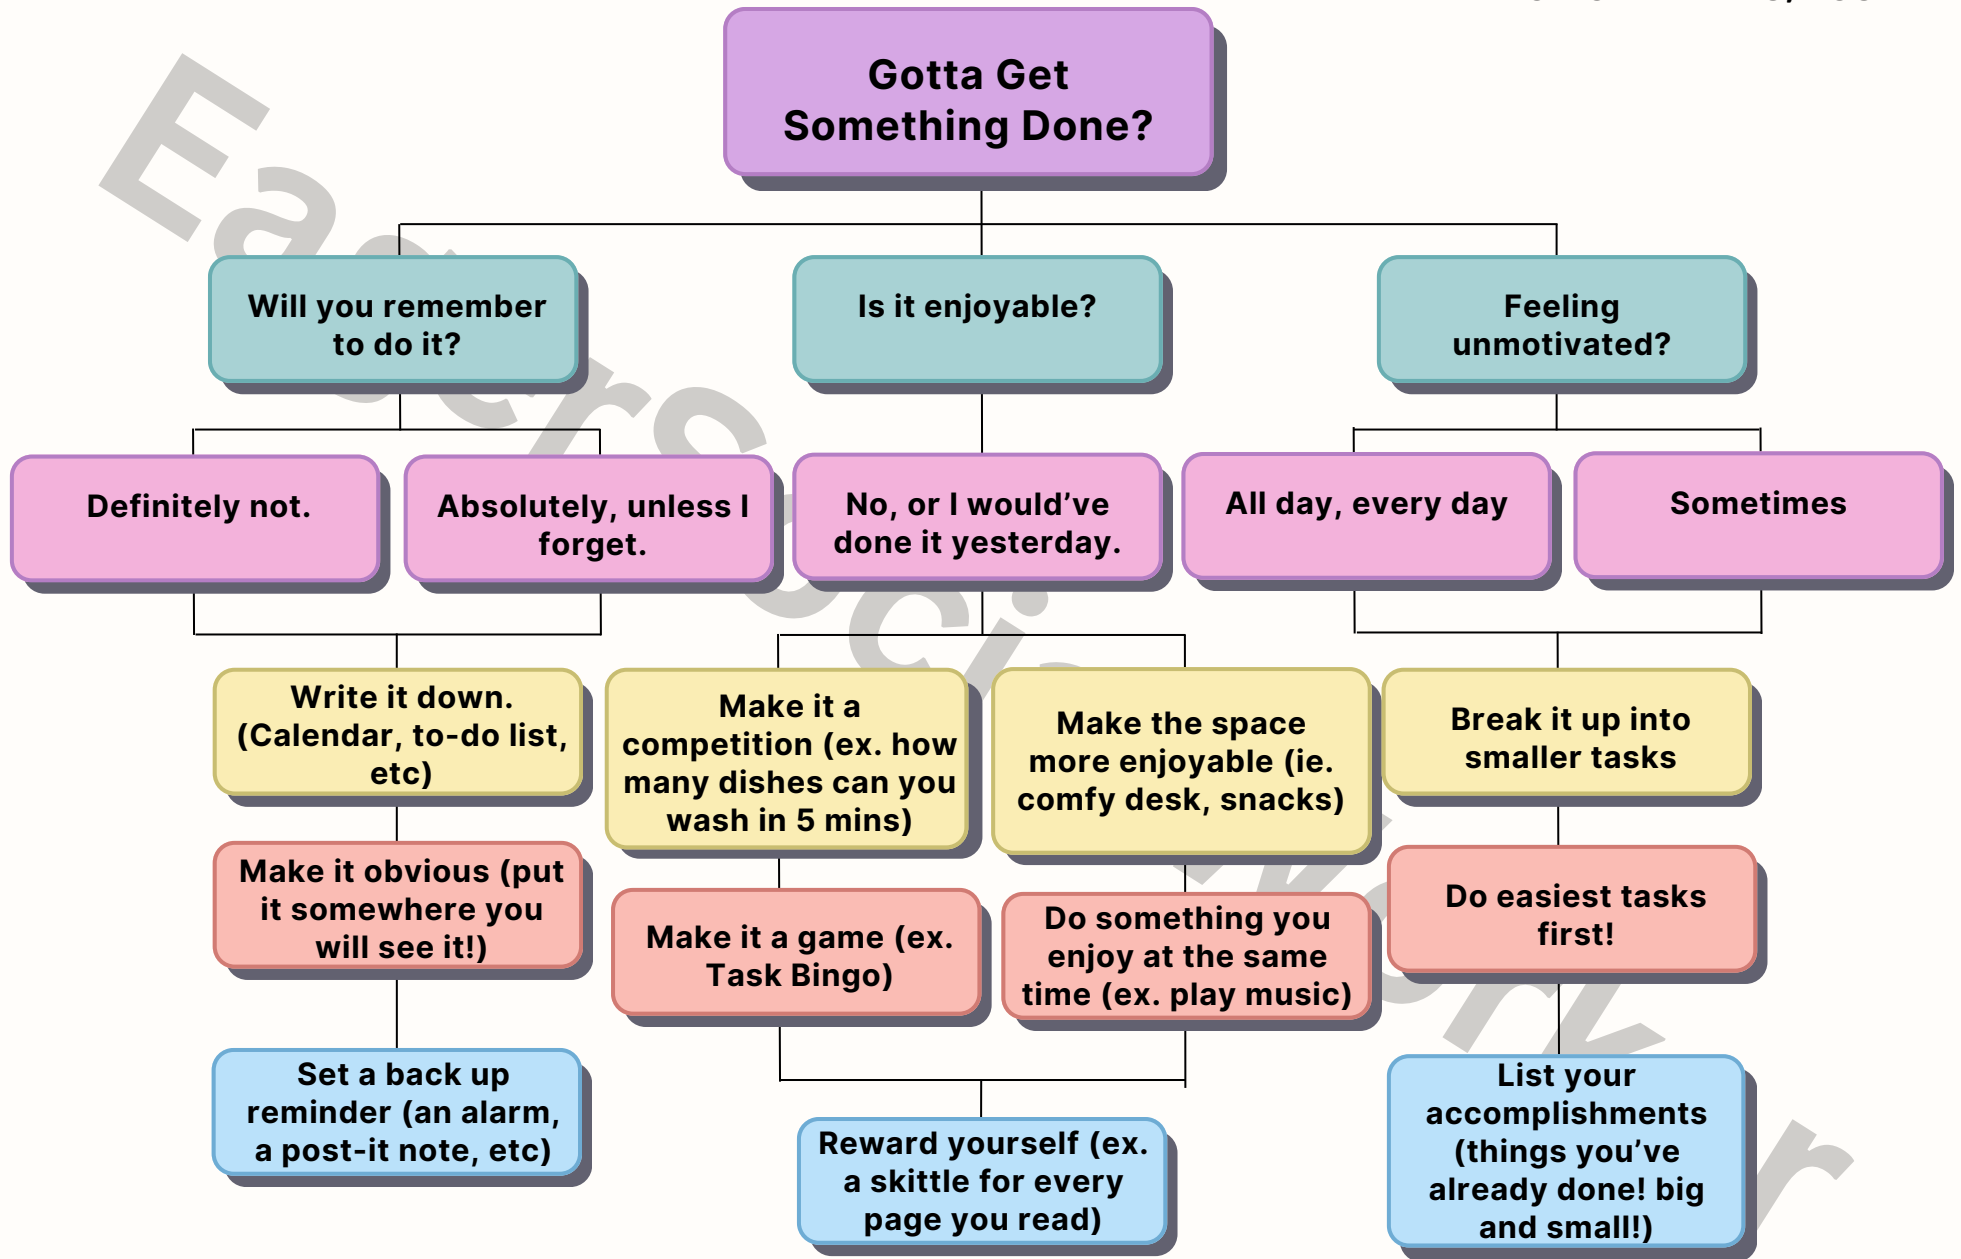 Gotta Get
Something Done?
Will you remember
to do it?
Is it enjoyable?
Feeling
unmotivated?
Definitely not.
Absolutely, unless I
forget.
No, or I would’ve
done it yesterday.
All day, every day
Sometimes
Write it down.
(Calendar, to-do list,
etc)
Make it a
competition (ex. how
many dishes can you
wash in 5 mins)
Make the space
more enjoyable (ie.
comfy desk, snacks)
Break it up into
smaller tasks
Make it obvious (put
it somewhere you
will see it!)
Make it a game (ex.
Task Bingo)
Do something you
enjoy at the same
time (ex. play music)
Do easiest tasks
first!
Set a back up
reminder (an alarm,
a post-it note, etc)
Reward yourself (ex.
a skittle for every
page you read)
List your
accomplishments
(things you’ve
already done! big
and small!)